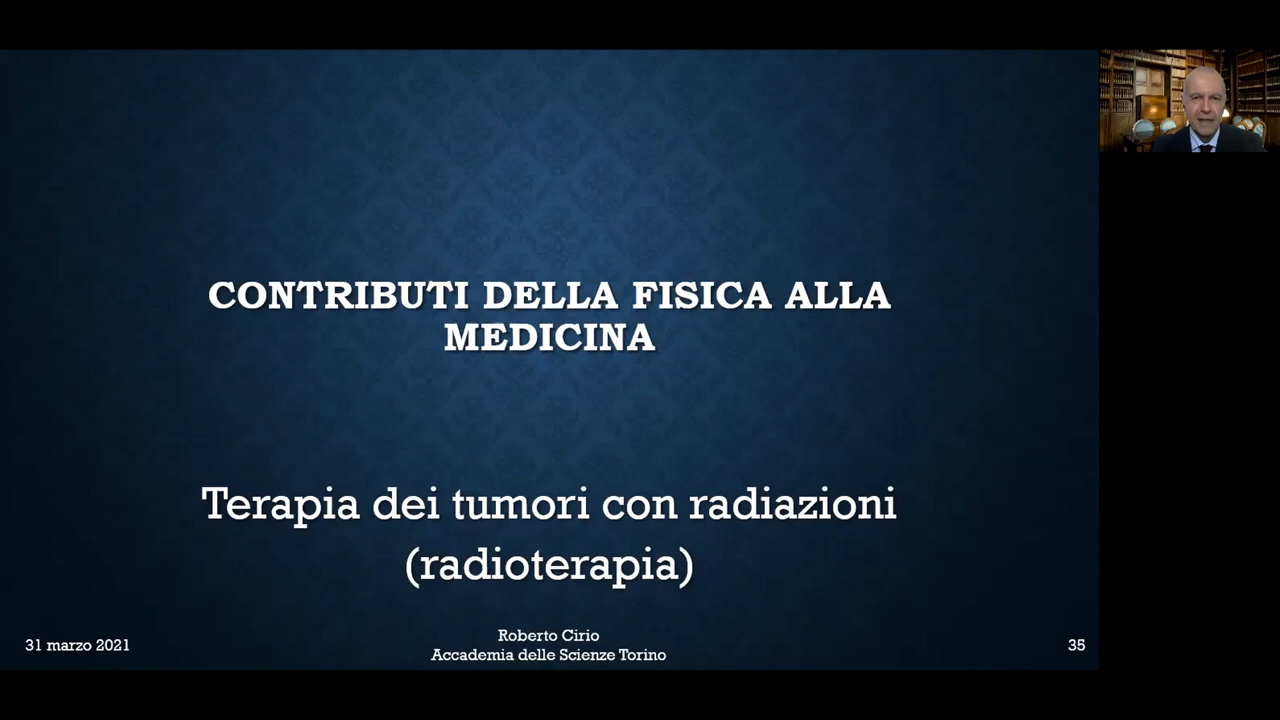 CONTRIBUTI DELLA FISICA ALLA
MEDICINA
Terapia dei tumori con radiazioni
(radioterapia)
31 marzo 2021
Roberto Cirio
Accademia delle Scienze Torino
35